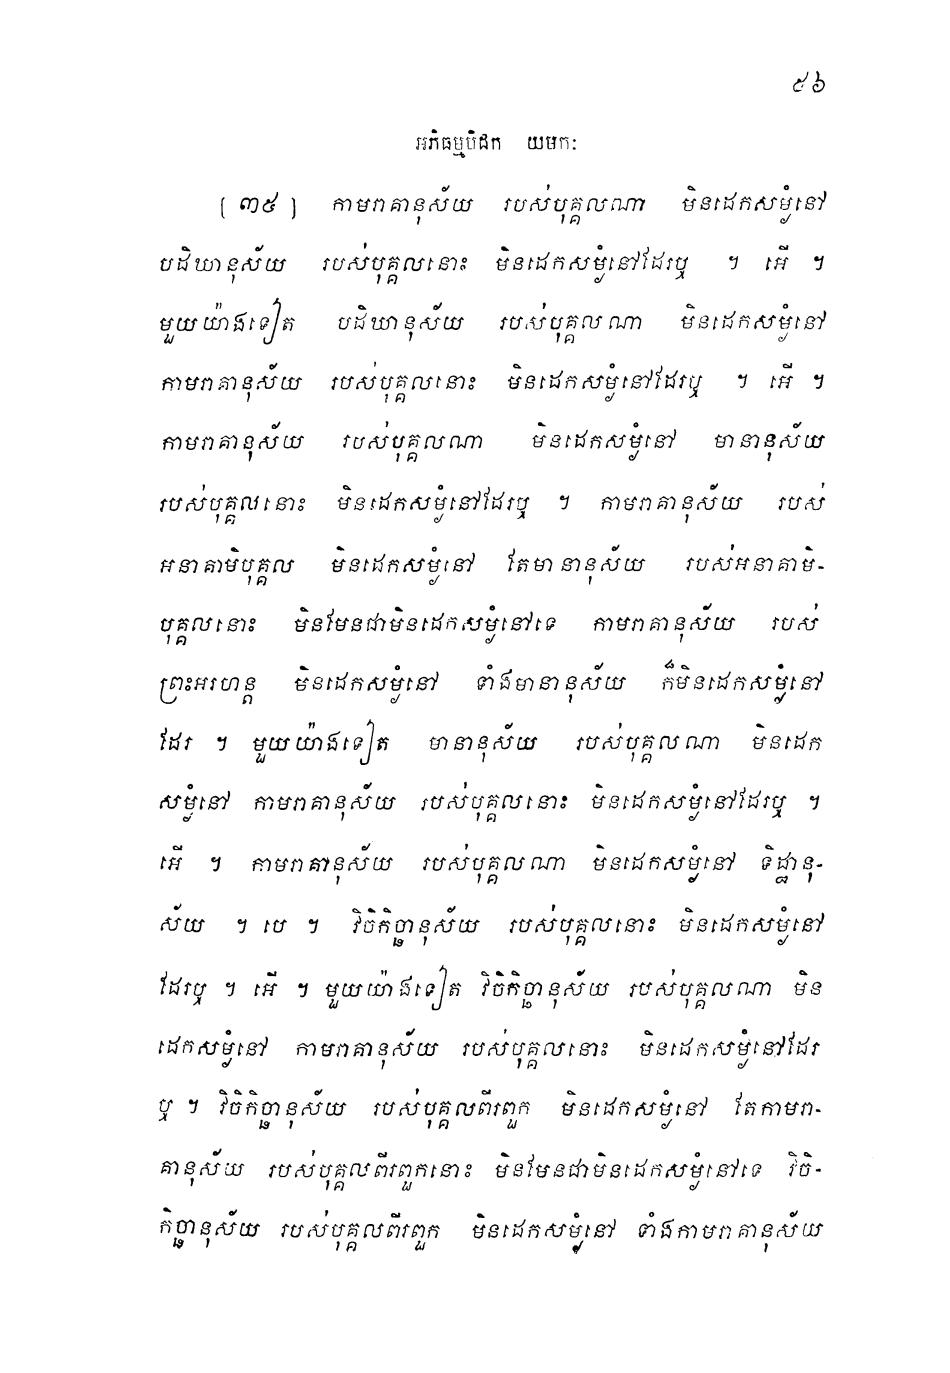 ៩៦
អភិធម្មបិដក យមកៈ
[ ៣៥ ] កាមរាគានុស័យ របស់បុគ្គលណា មិនដេកសម្ងំនៅ
បដិឃានុស័យ របស់បុគ្គលនោះ មិនដេកសម្ងំនៅដែរឬ ។ អើ ។
មួយយ៉ាងទៀត បដិឃានុស័យ របស់បុគ្គលណា មិនដេកសម្ងំនៅ
កាមរាគានុស័យ របស់បុគ្គលនោះ មិនដេកសម្ងំនៅដែរឬ ។ អើ ។
កាមរាគានុស័យ របស់បុគ្គលណា មិនដេកសម្ងំនៅ មានានុស័យ
របស់បុគ្គលនោះ មិនដេកសម្ងំនៅដែរឬ ។ កាមរាគានុស័យ របស់
អនាគាមិបុគ្គល មិនដេកសម្ងំនៅ តែមានានុស័យ របស់អនាគាមិ-
បុគ្គលនោះ មិនមែនជាមិនដេកសម្ងំនៅទេ កាមរាគានុស័យ របស់
ព្រះអរហន្ត មិនដេកសម្ងំនៅ ទាំងមានានុស័យ ក៏មិនដេកសម្ងំនៅ
ដែរ ។ មួយយ៉ាងទៀត មានានុស័យ របស់បុគ្គលណា មិនដេក
សម្ងំនៅ កាមរាគានុស័យ របស់បុគ្គលនោះ មិនដេកសម្ងំនៅដែរឬ ។
អើ ។ កាមរាគានុស័យ របស់បុគ្គលណា មិនដេកសម្ងំនៅ ទិដ្ឋានុ-
ស័យ ។ បេ ។ វិចិកិច្ឆានុស័យ របស់បុគ្គលនោះ មិនដេកសម្ងំនៅ
ដែរឬ ។ អើ ។ មួយយ៉ាងទៀត វិចិកិច្ឆានុស័យ របស់បុគ្គលណា មិន
ដេកសម្ងំនៅ កាមរាគានុស័យ របស់បុគ្គលនោះ មិនដេកសម្ងំនៅដែរ
ឬ ។ វិចិកិច្ឆានុស័យ របស់បុគ្គលពីរពួក មិនដេកសម្ងំនៅ តែកាមរា-
គានុស័យ របស់បុគ្គលពីរពួកនោះ មិនមែនជាមិនដេកសម្ងំនៅទេ វិចិ-
កិច្ឆានុស័យ របស់បុគ្គលពីរពួក មិនដេកសម្ងំនៅ ទាំងកាមរាគានុស័យ